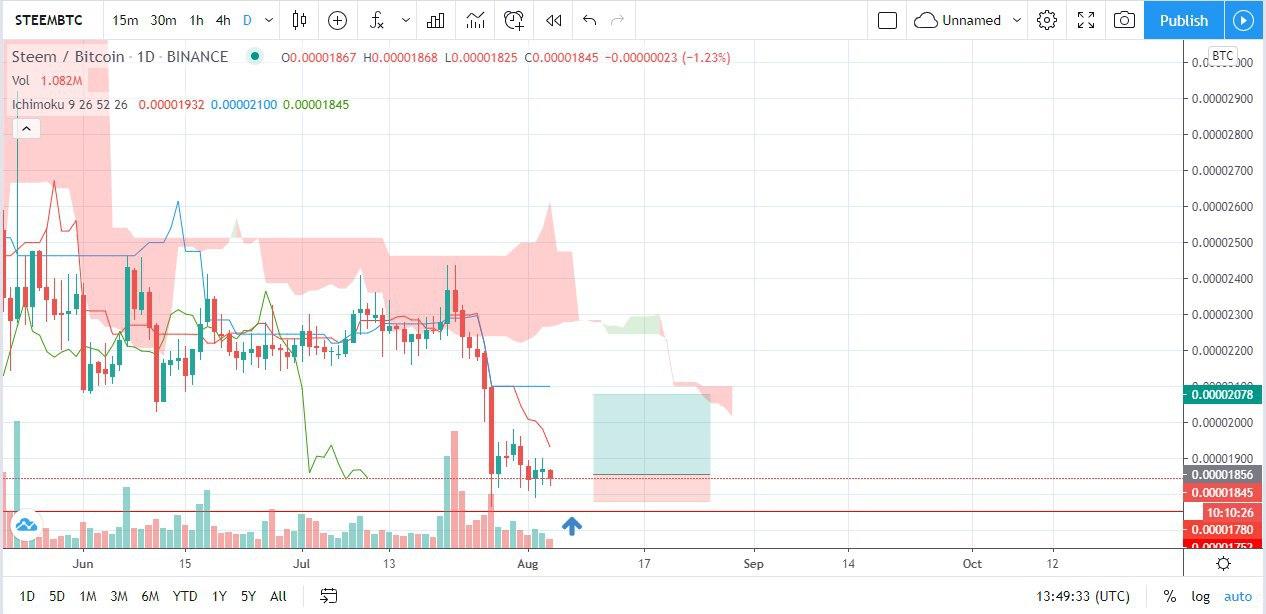 STEEMBTC 15m 30m 1h 4h D Unnamed Publish
Steem / Bitcoin · 1D · BINANCE O0.00001867 H0.00001868 L0.00001825 C0.00001845 −0.00000023 (−1.23%)
BTC
Vol 1.082M
Ichimoku 9 26 52 26 0.00001932 0.00002100 0.00001845
0.00002900
0.00002800
0.00002700
0.00002600
0.00002500
0.00002400
0.00002300
0.00002200
0.00002078
0.00002000
0.00001900
0.00001856
0.00001845
10:10:26
0.00001780
0.00001752
Jun 15 Jul 13 Aug 17 Sep 14 Oct 12
1D 5D 1M 3M 6M YTD 1Y 5Y All 13:49:33 (UTC) % log auto